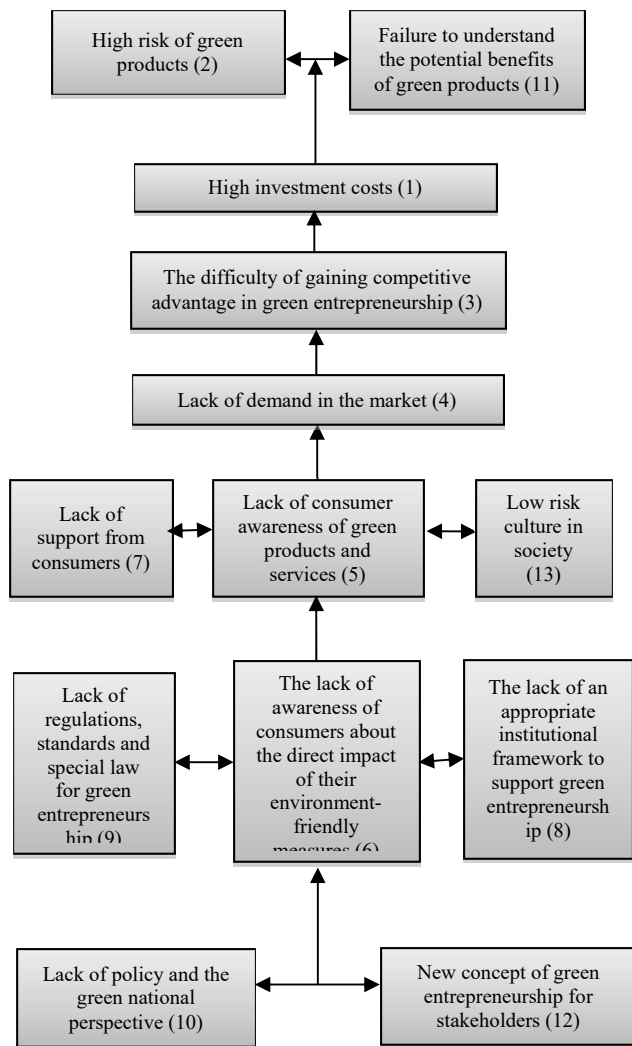 High risk of green
products (2)
Failure to understand
the potential benefits
of green products (11)
High investment costs (1)
The difficulty of gaining competitive
advantage in green entrepreneurship (3)
Lack of demand in the market (4)
Lack of
support from
consumers (7)
Lack of consumer
awareness of green
products and
services (5)
Low risk
culture in
society
(13)
Lack of
regulations,
standards and
special law
for green
entrepreneurs
hip (9)
The lack of
awareness of
consumers about
the direct impact
of their
environment-
friendly
measures (6)
The lack of an
appropriate
institutional
framework to
support green
entrepreneursh
ip (8)
Lack of policy and the
green national
perspective (10)
New concept of green
entrepreneurship for
stakeholders (12)